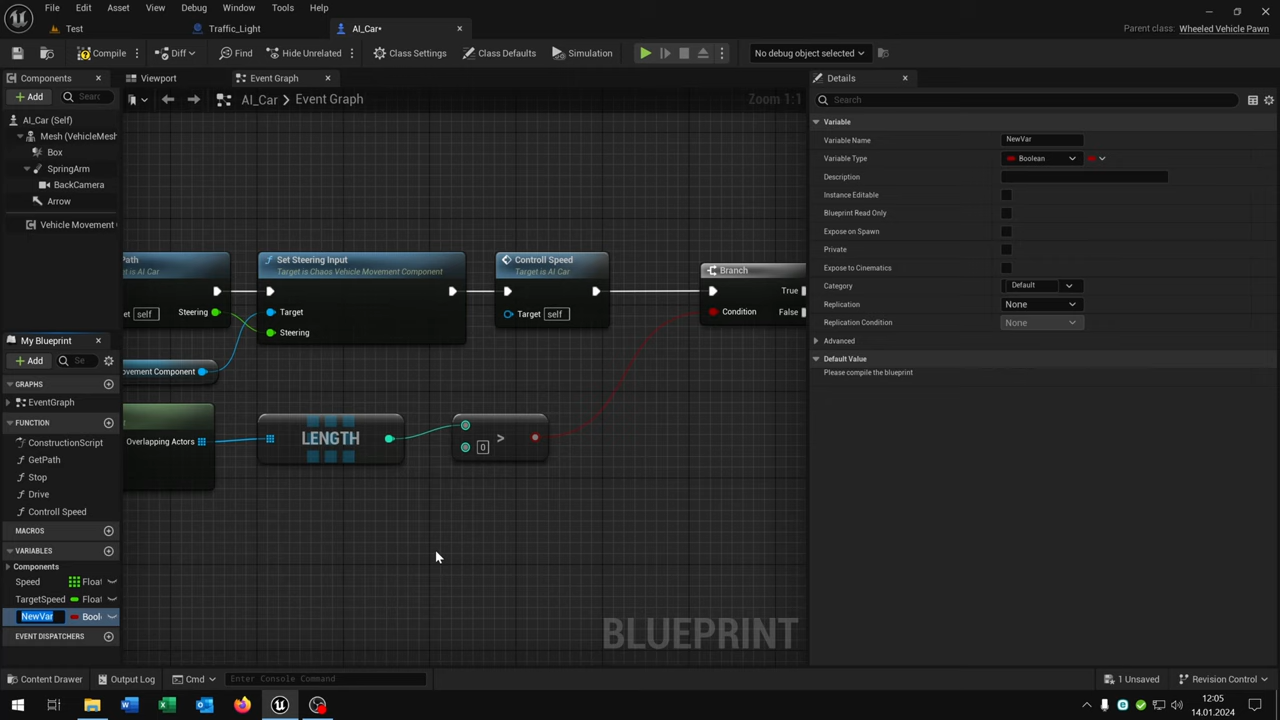 File Edit Asset View Debug Window Tools Help
Test Traffic_Light AI_Car•
Parent class: Wheeled Vehicle Pawn
Compile Diff Find Hide Unrelated Class Settings Class Defaults Simulation No debug object selected
Components
Add Searc
AI_Car (Self)
Mesh (VehicleMesh
Box
SpringArm
BackCamera
Arrow
Vehicle Movement
My Blueprint
Add Se
GRAPHS
EventGraph
FUNCTION
ConstructionScript
GetPath
Stop
Drive
Controll Speed
MACROS
VARIABLES
Components
Speed Float
TargetSpeed Float
NewVar Bool
EVENT DISPATCHERS
Viewport Event Graph
AI_Car > Event Graph
Zoom 1:1
Path
is AI Car
et self Steering
ovement Component
Overlapping Actors
Set Steering Input
Target is Chaos Vehicle Movement Component
Target
Steering
Controll Speed
Target is AI Car
Target self
Branch
True
Condition False
LENGTH
0 >
BLUEPRINT
Details
Search
Variable
Variable Name NewVar
Variable Type Boolean
Description
Instance Editable
Blueprint Read Only
Expose on Spawn
Private
Expose to Cinematics
Category Default
Replication None
Replication Condition None
Advanced
Default Value
Please compile the blueprint
Content Drawer Output Log Cmd Enter Console Command 1 Unsaved Revision Control
12:05
14.01.2024